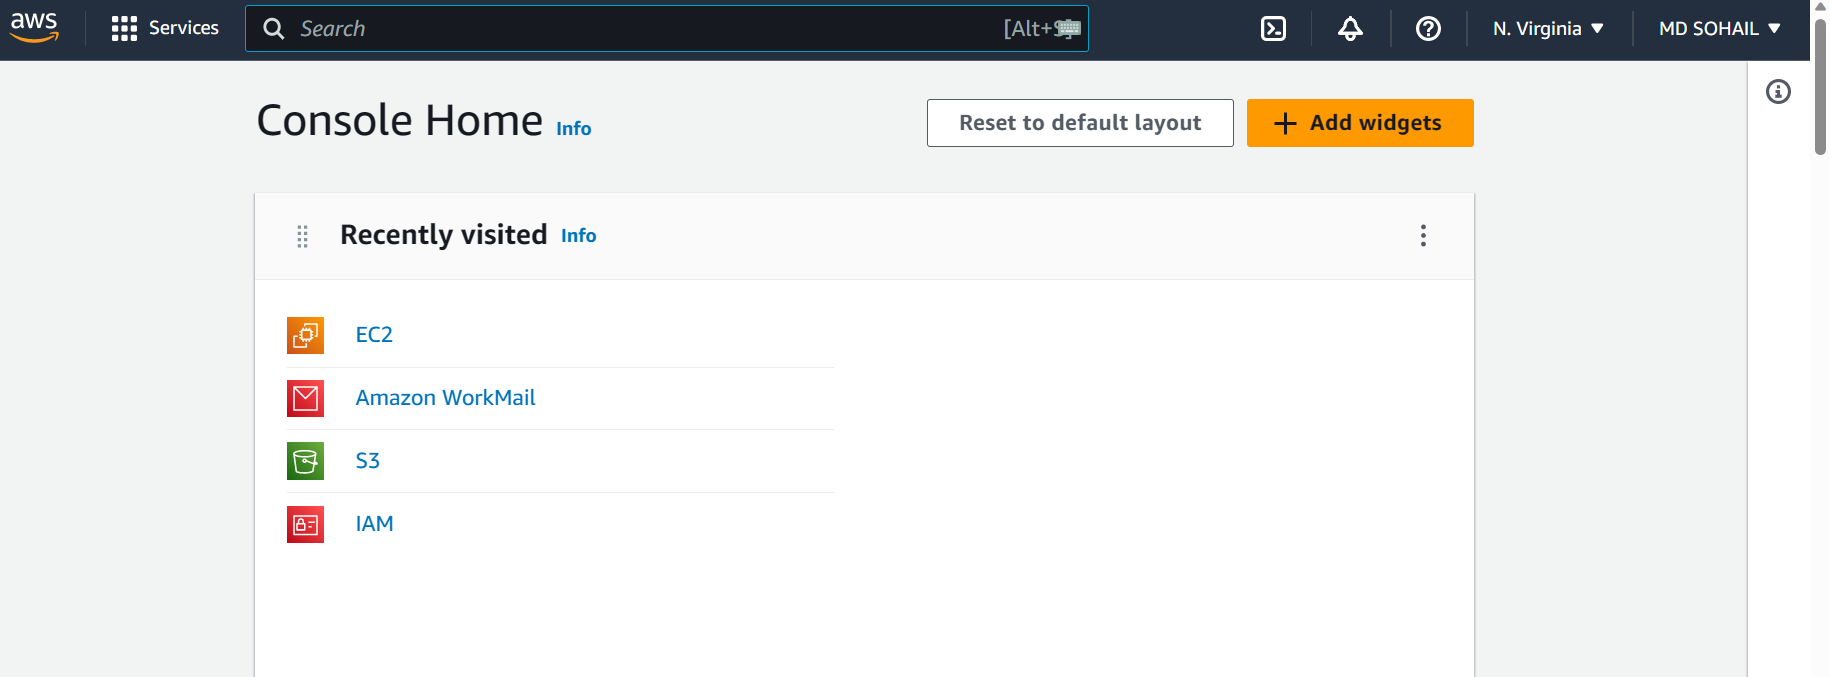 aws Services Search [Alt+S] N. Virginia MD SOHAIL
Console Home Info Reset to default layout + Add widgets
Recently visited Info
EC2
Amazon WorkMail
S3
IAM